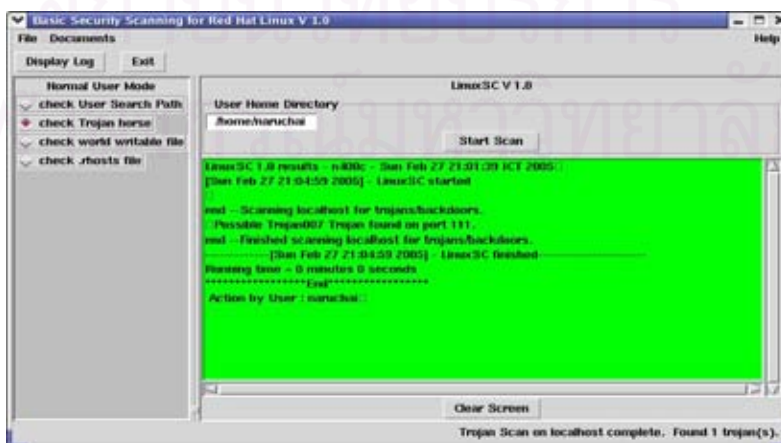 Basic Security Scanning for Red Hat Linux V 1.0
File Documents Help
Display Log Exit
Normal User Mode
check User Search Path
check Trojan horse
check world writable file
check .rhosts file
LinuxSC V 1.0
User Home Directory
/home/naruchai
Start Scan
LinuxSC 1.0 results - n400c - Sun Feb 27 21:01:39 ICT 2005
[Sun Feb 27 21:04:59 2005] - LinuxSC started
--Scanning localhost for trojans/backdoors.
Possible Trojan007 Trojan found on port 111.
--Finished scanning localhost for trojans/backdoors.
---------------[Sun Feb 27 21:04:59 2005] - LinuxSC finished------------------------
Running time - 0 minutes 0 seconds
******************End******************
Action by User : naruchai
Clear Screen
Trojan Scan on localhost complete. Found 1 trojan(s).